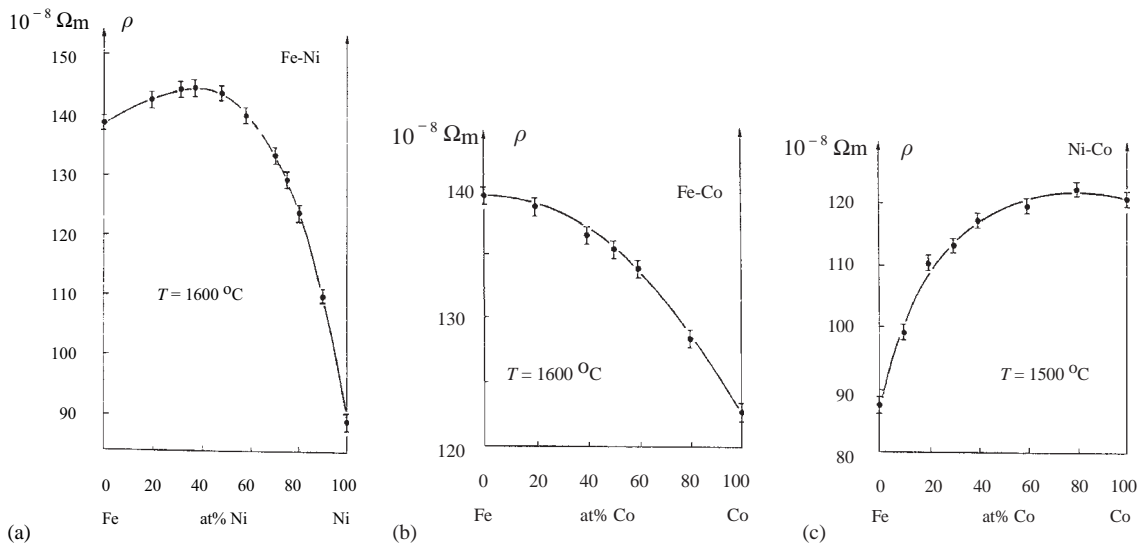 10⁻⁸ Ωm ρ
150
140
130
120
110
100
90
Fe-Ni
T = 1600 °C
0 20 40 60 80 100
Fe at% Ni Ni
(a)
10⁻⁸ Ωm ρ
140
130
120
Fe-Co
T = 1600 °C
0 20 40 60 80 100
Fe at% Co Co
(b)
10⁻⁸ Ωm ρ
120
110
100
90
80
Ni-Co
T = 1500 °C
0 20 40 60 80 100
Fe at% Co Co
(c)